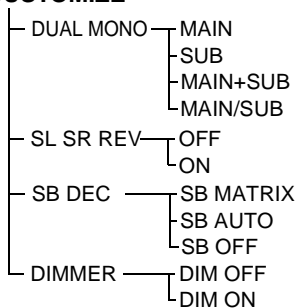 DUAL MONO MAIN
SUB
MAIN+SUB
MAIN/SUB
SL SR REV OFF
ON
SB DEC SB MATRIX
SB AUTO
SB OFF
DIMMER DIM OFF
DIM ON